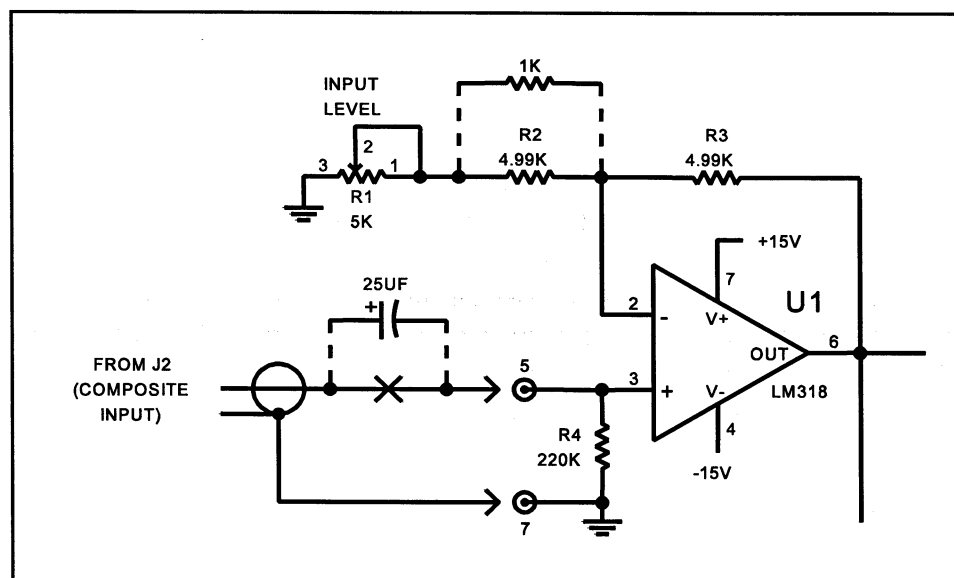 1K
INPUT
LEVEL
R2
4.99K
R3
4.99K
3
2
1
R1
5K
+15V
7
25UF
+
U1
2
-
V+
FROM J2
(COMPOSITE
INPUT)
OUT
6
5
3
+
V-
LM318
R4
220K
4
-15V
7